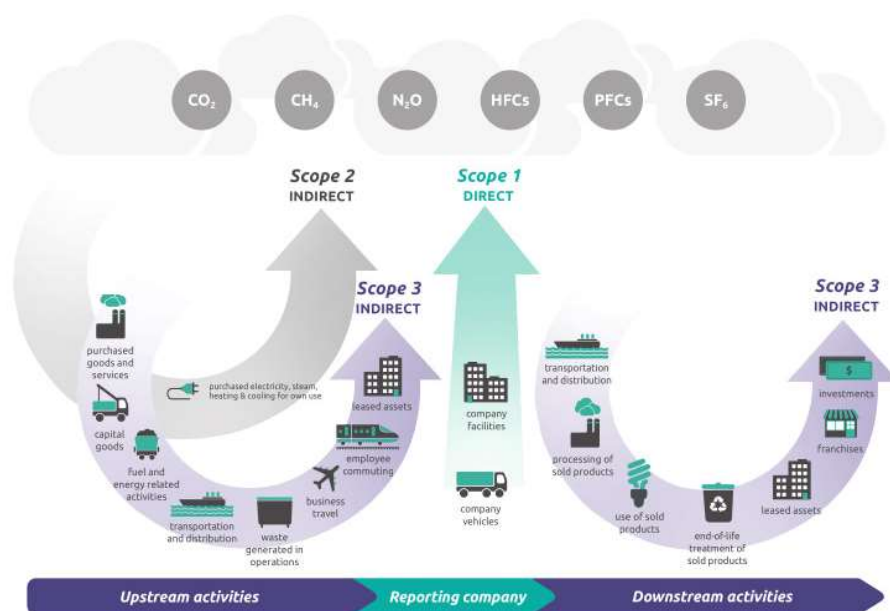 CO₂
CH₄
N₂O
HFCs
PFCs
SF₆
Scope 2
INDIRECT
Scope 1
DIRECT
Scope 3
INDIRECT
Scope 3
INDIRECT
purchased
goods and
services
capital
goods
fuel and
energy related
activities
purchased electricity, steam,
heating & cooling for own use
transportation
and distribution
waste
generated in
operations
business
travel
employee
commuting
leased assets
company
facilities
company
vehicles
transportation
and distribution
processing of
sold products
use of sold
products
end-of-life
treatment of
sold products
leased assets
franchises
$
investments
Upstream activities
Reporting company
Downstream activities